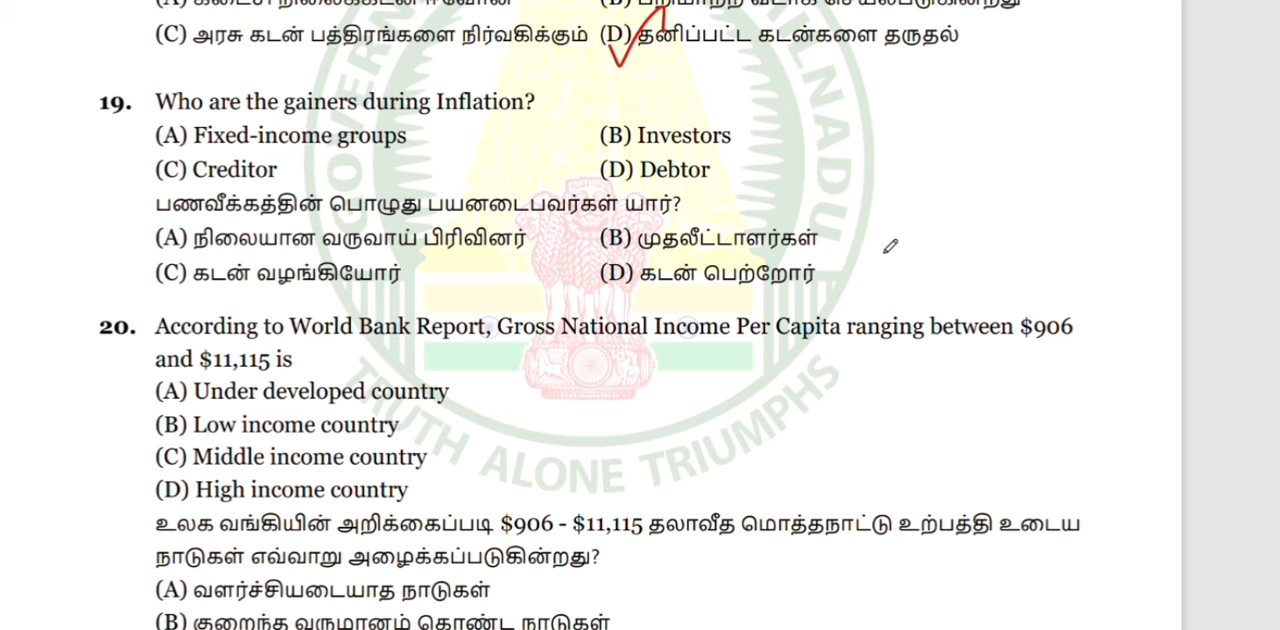 (C) அரசு கடன் பத்திரங்களை நிர்வகிக்கும் (D) தனிப்பட்ட கடன்களை தருதல்
19. Who are the gainers during Inflation?
(A) Fixed-income groups (B) Investors
(C) Creditor (D) Debtor
பணவீக்கத்தின் பொழுது பயனடைபவர்கள் யார்?
(A) நிலையான வருவாய் பிரிவினர் (B) முதலீட்டாளர்கள்
(C) கடன் வழங்கியோர் (D) கடன் பெற்றோர்
20. According to World Bank Report, Gross National Income Per Capita ranging between $906
and $11,115 is
(A) Under developed country
(B) Low income country
(C) Middle income country
(D) High income country
உலக வங்கியின் அறிக்கைப்படி $906 - $11,115 தலாவீத மொத்தநாட்டு உற்பத்தி உடைய
நாடுகள் எவ்வாறு அழைக்கப்படுகின்றது?
(A) வளர்ச்சியடையாத நாடுகள்
(B) குறைந்த வருமானம் கொண்ட நாடுகள்
TRUTH ALONE TRIUMPHS